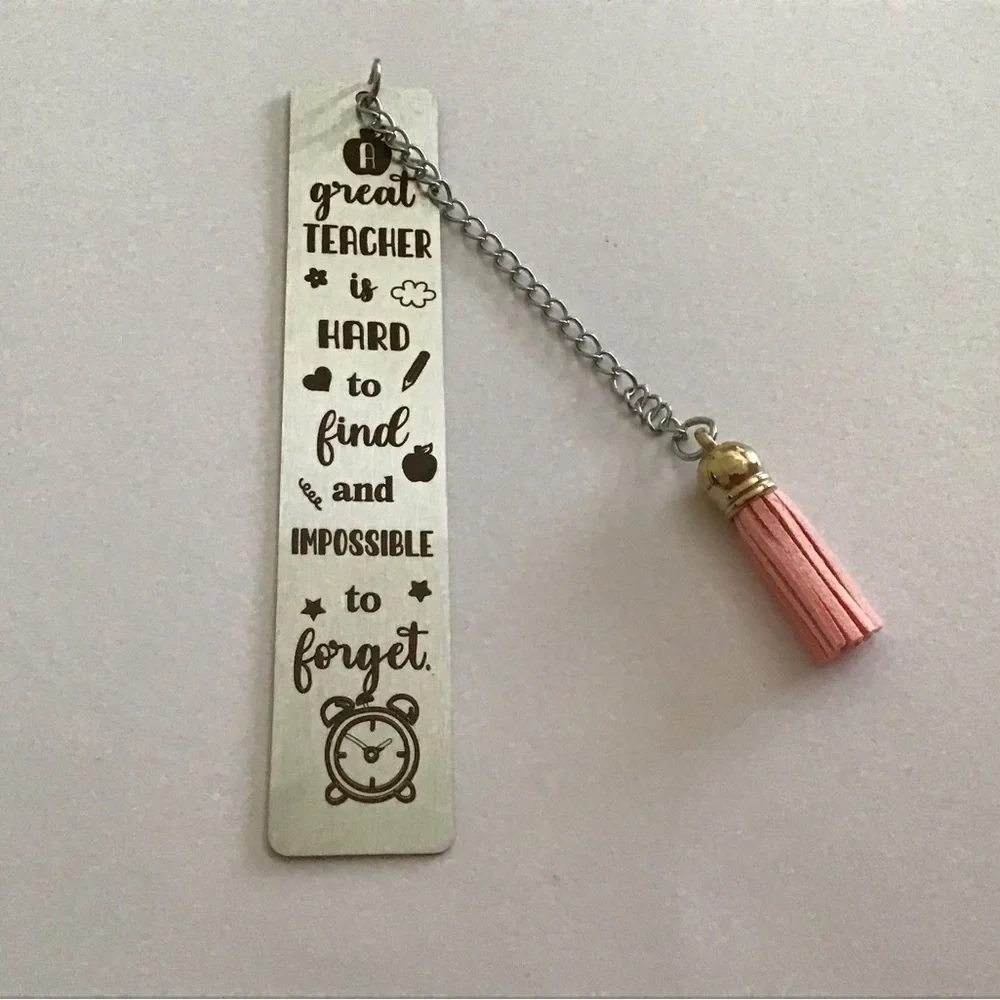 A
great
TEACHER
is
HARD
to
find
and
IMPOSSIBLE
to
forget.